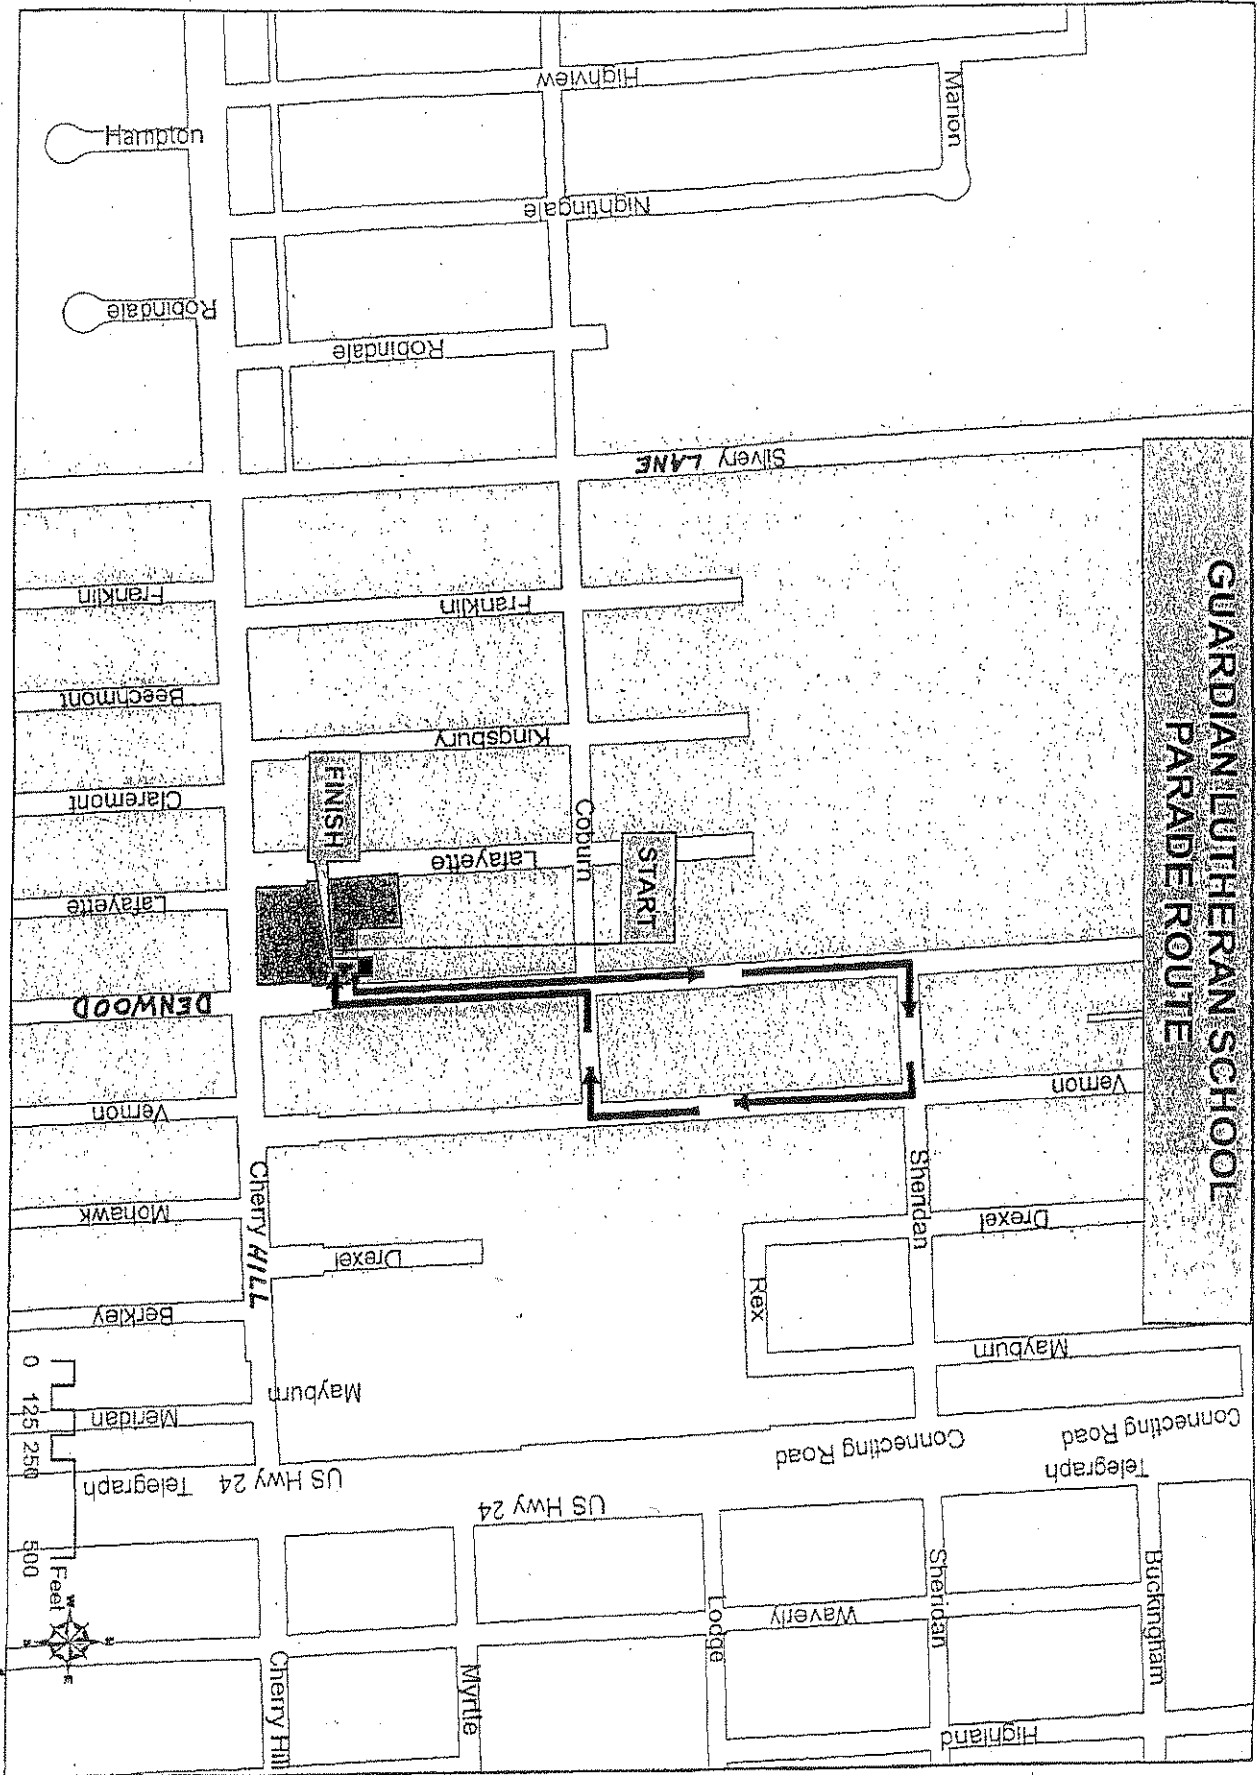 GUARDIAN LUTHERAN SCHOOL
PARADE ROUTE
Highview
Marion
Hampton
Nightingale
Robindale
Robindale
Silvery LANE
Franklin
Franklin
Beechmont
Kingsbury
Claremont
FINISH
Coburn
START
Lafayette
Lafayette
DENWOOD
Vernon
Vernon
Cherry HILL
Sheridan
Mohawk
Drexel
Drexel
Berkley
Rex
Mayburn
Mayburn
Meridan
Connecting Road
Connecting Road
Telegraph
US Hwy 24
US Hwy 24
Telegraph
Sheridan
Buckingham
Lodge
Waverly
Myrtle
Cherry Hill
Highland
0 125 250 500
Feet
W
E